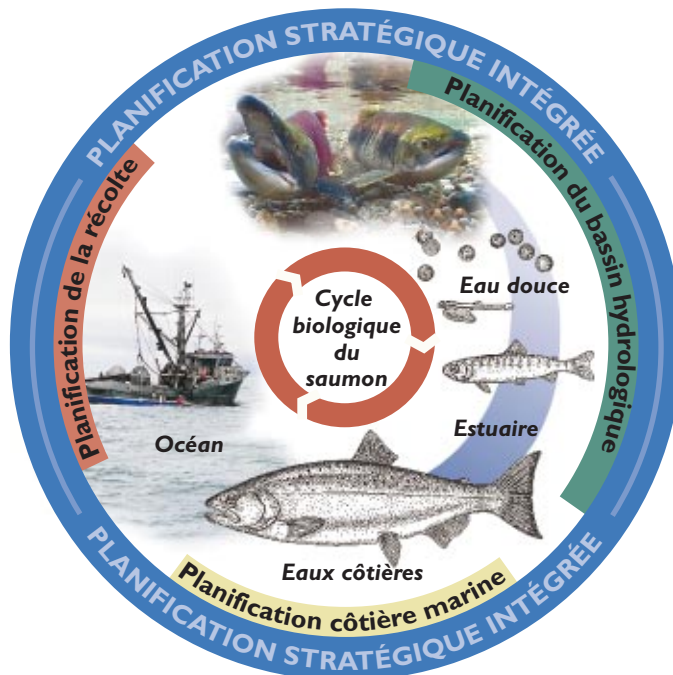 PLANIFICATION STRATÉGIQUE INTÉGRÉE
Planification du bassin hydrologique
Planification de la récolte
Eau douce
Cycle
biologique
du
saumon
Estuaire
Océan
Eaux côtières
Planification côtière marine
PLANIFICATION STRATÉGIQUE INTÉGRÉE